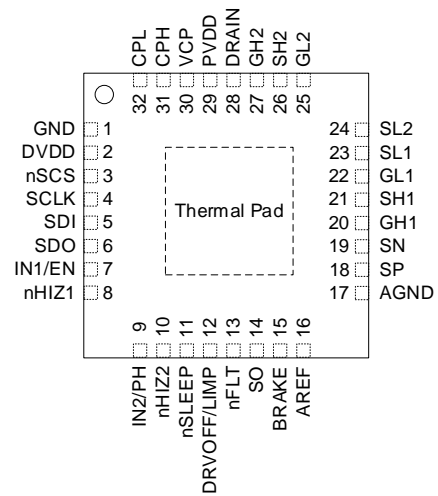 CPL
CPH
VCP
PVDD
DRAIN
GH2
SH2
GL2
32
31
30
29
28
27
26
25
GND 1
DVDD 2
nSCS 3
SCLK 4
SDI 5
SDO 6
IN1/EN 7
nHIZ1 8
Thermal Pad
24 SL2
23 SL1
22 GL1
21 SH1
20 GH1
19 SN
18 SP
17 AGND
9
10
11
12
13
14
15
16
IN2/PH
nHIZ2
nSLEEP
DRVOFF/LIMP
nFLT
SO
BRAKE
AREF